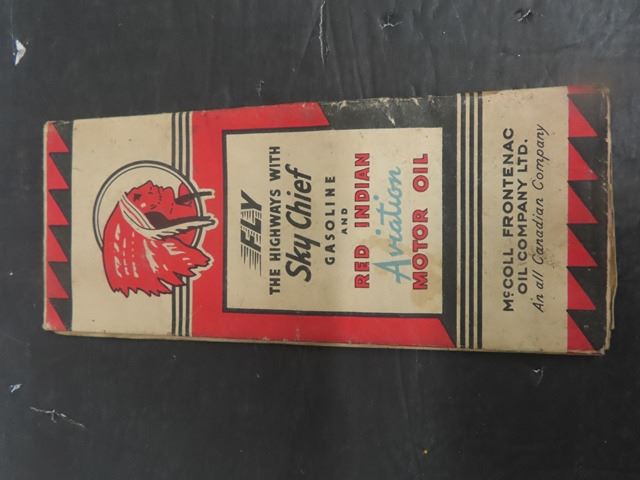 FLY
THE HIGHWAYS WITH
Sky Chief
GASOLINE
AND
RED INDIAN
Aviation
MOTOR OIL
McCOLL FRONTENAC
OIL COMPANY LTD.
An all Canadian Company